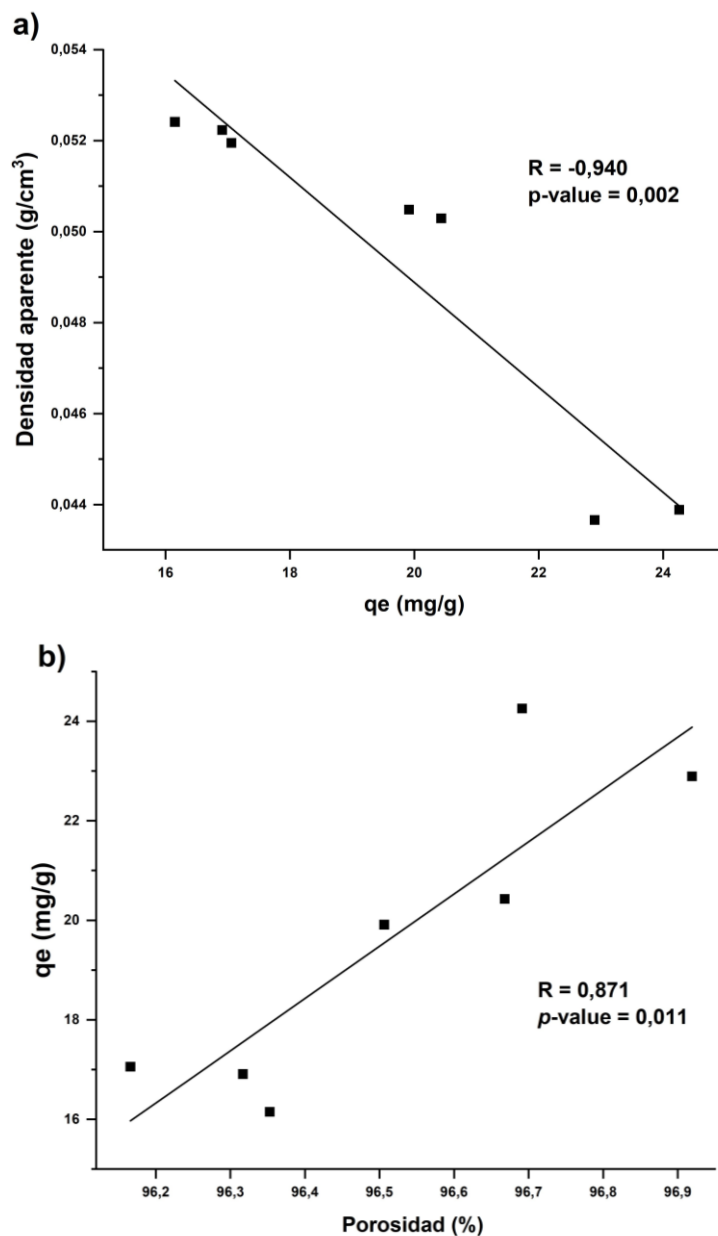 a)
0,054
0,052
0,050
0,048
0,046
0,044
Densidad aparente (g/cm³)
R = -0,940
p-value = 0,002
16 18 20 22 24
qe (mg/g)
b)
24
22
20
18
16
qe (mg/g)
R = 0,871
p-value = 0,011
96,2 96,3 96,4 96,5 96,6 96,7 96,8 96,9
Porosidad (%)